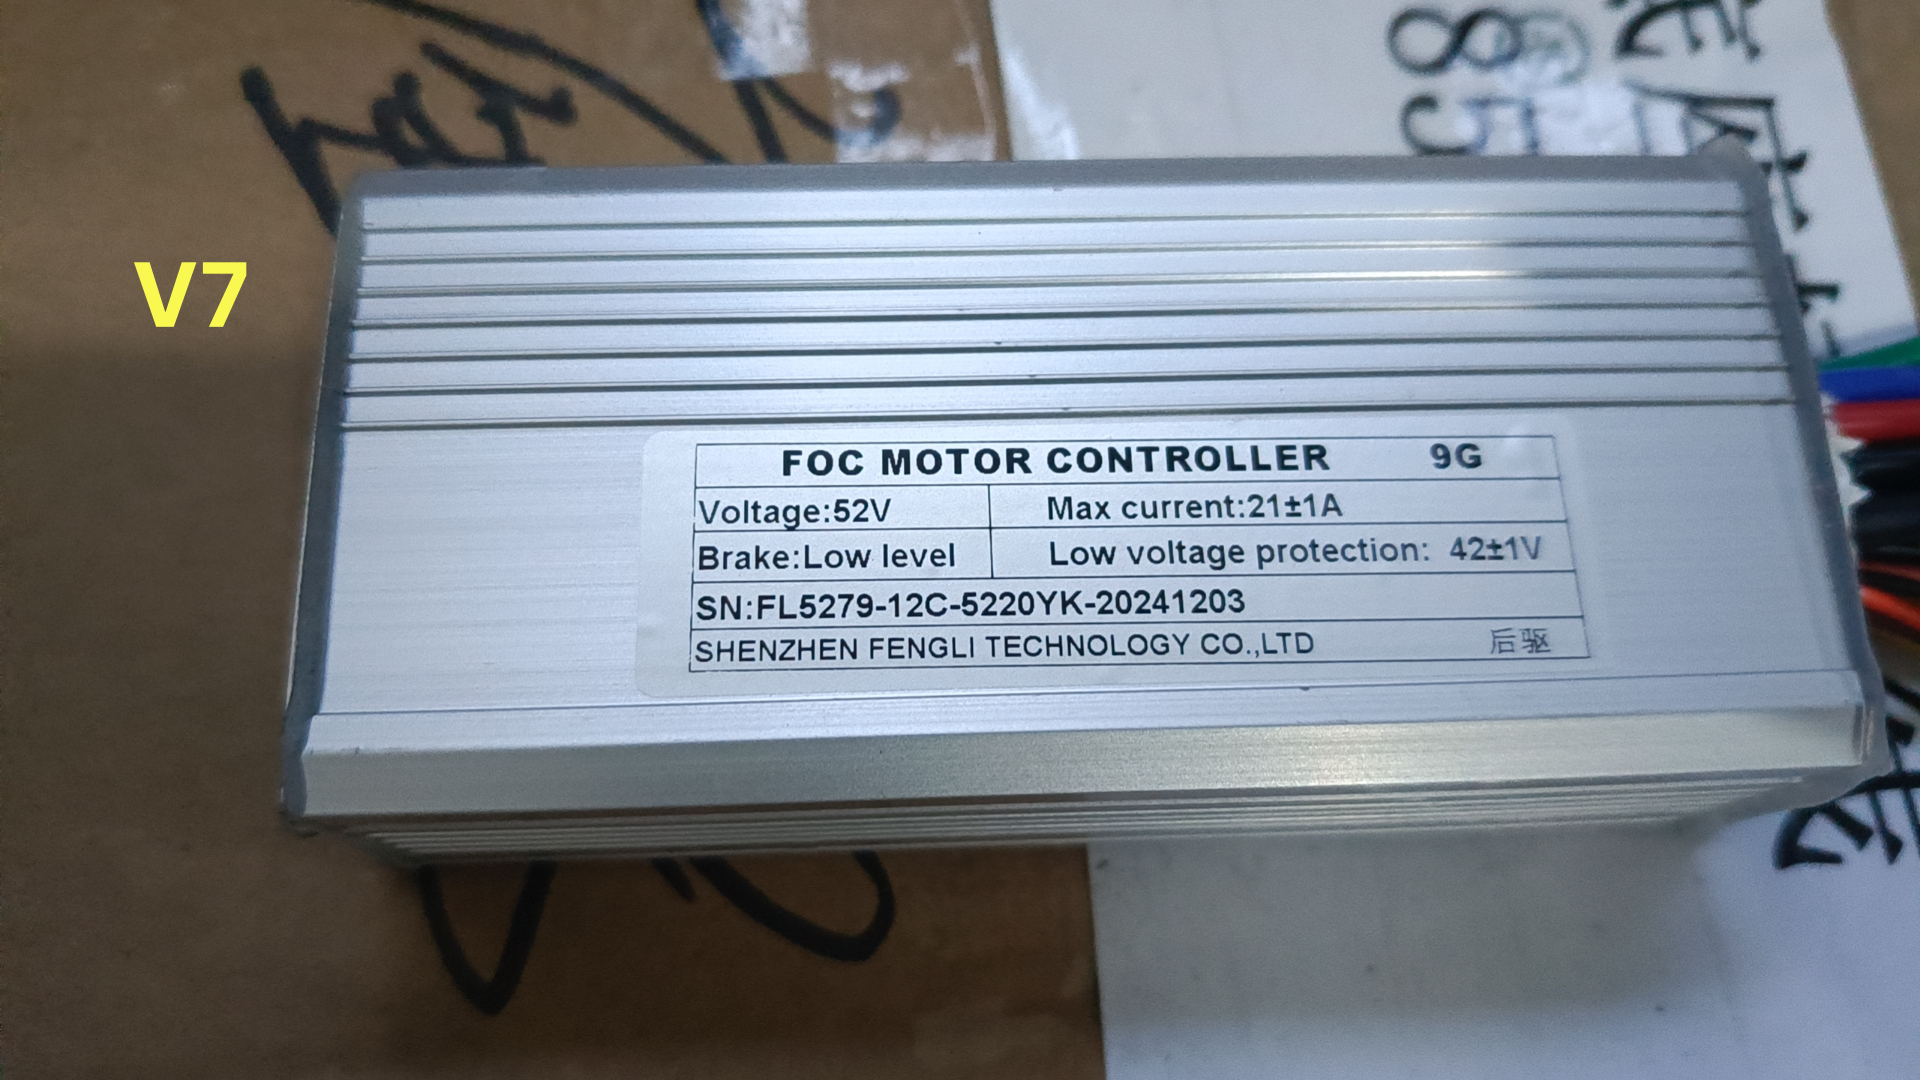 V7
FOC MOTOR CONTROLLER 9G
Voltage:52V Max current:21±1A
Brake:Low level Low voltage protection: 42±1V
SN:FL5279-12C-5220YK-20241203
SHENZHEN FENGLI TECHNOLOGY CO.,LTD 后驱
85